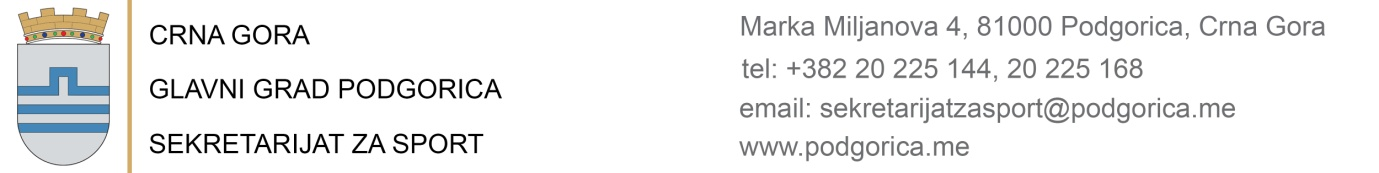 CRNA GORA
GLAVNI GRAD PODGORICA
SEKRETARIJAT ZA SPORT
Marka Miljanova 4, 81000 Podgorica, Crna Gora
tel: +382 20 225 144, 20 225 168
email: sekretarijatzasport@podgorica.me
www.podgorica.me